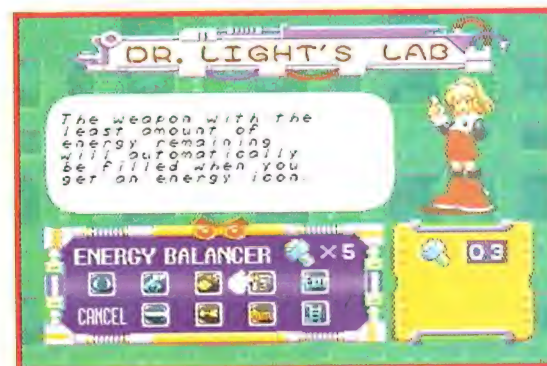 DR. LIGHT'S LAB
The weapon with the
least amount of
energy remaining
will automatically
be filled when you
get an energy icon.
ENERGY BALANCER ×5
03
CANCEL